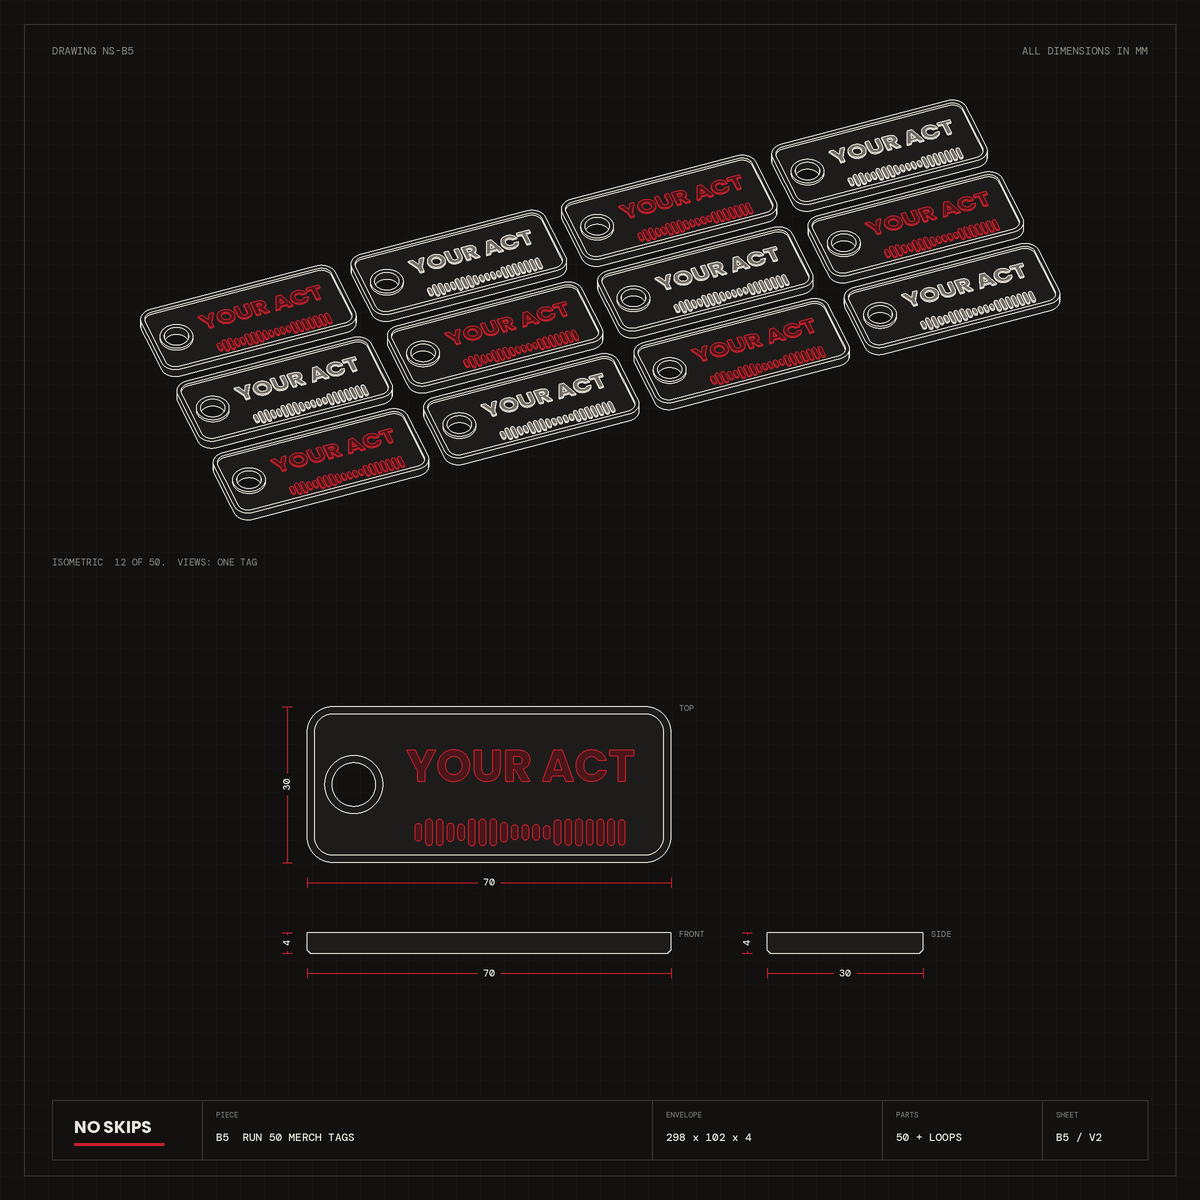 DRAWING NS-B5
ALL DIMENSIONS IN MM
YOUR ACT
YOUR ACT
YOUR ACT
YOUR ACT
YOUR ACT
YOUR ACT
YOUR ACT
YOUR ACT
YOUR ACT
YOUR ACT
YOUR ACT
YOUR ACT
ISOMETRIC  12 OF 50.  VIEWS: ONE TAG
TOP
YOUR ACT
30
70
FRONT
SIDE
4
4
70
30
NO SKIPS
PIECE
B5  RUN 50 MERCH TAGS
ENVELOPE
298 x 102 x 4
PARTS
50 + LOOPS
SHEET
B5 / V2